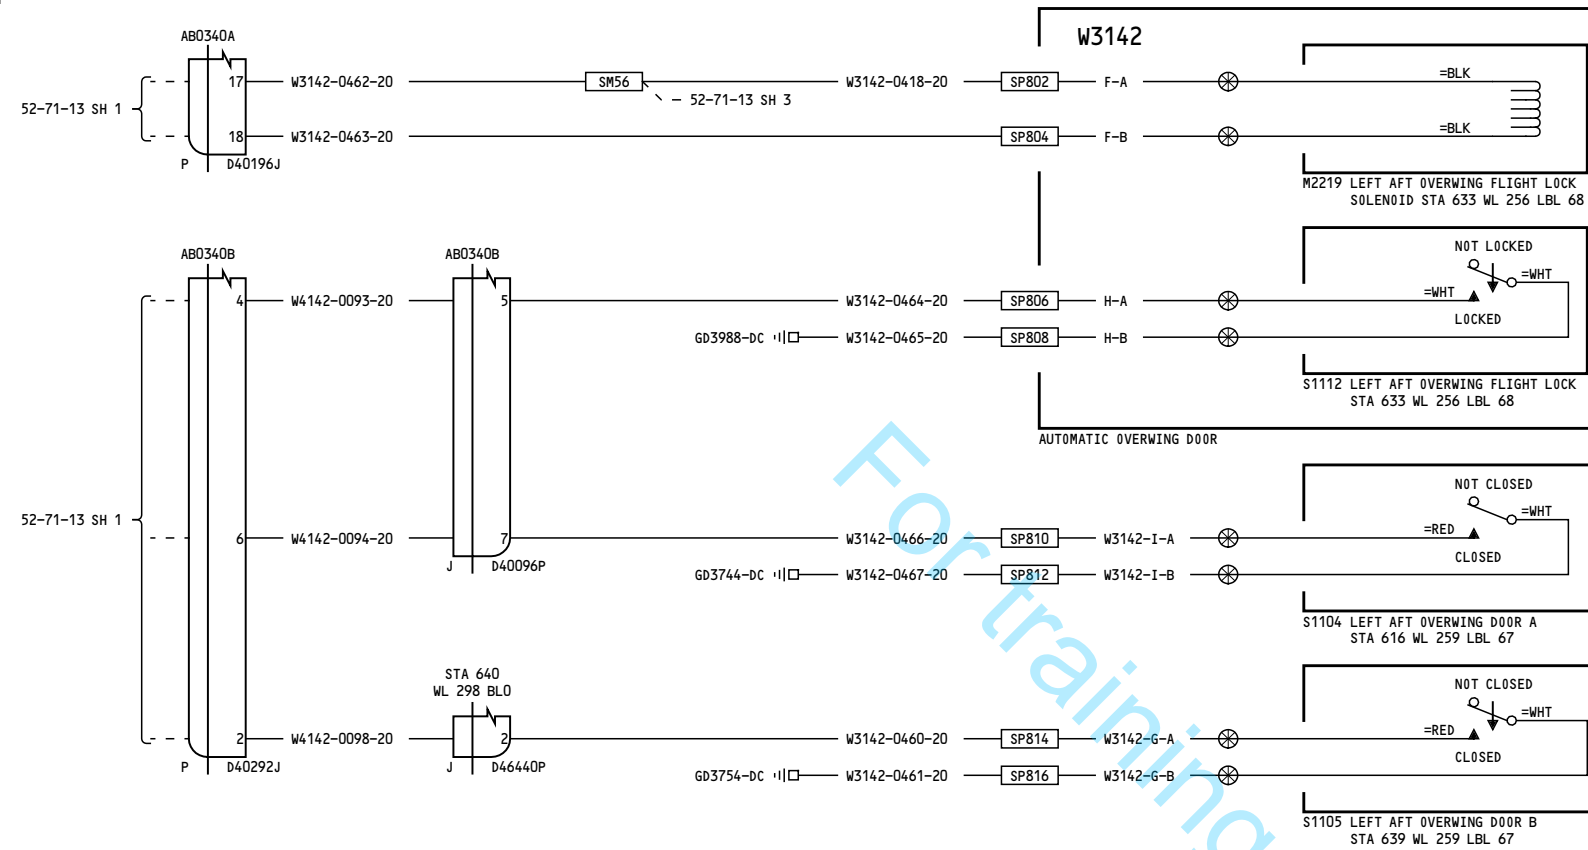 W3142
AB0340A
17 W3142-0462-20 SM56 W3142-0418-20 SP802 F-A =BLK
52-71-13 SH 3
52-71-13 SH 1
18 W3142-0463-20 SP804 F-B =BLK
P D40196J
M2219 LEFT AFT OVERWING FLIGHT LOCK
SOLENOID STA 633 WL 256 LBL 68
AB0340B AB0340B
NOT LOCKED
=WHT
4 W4142-0093-20 5 W3142-0464-20 SP806 H-A =WHT
LOCKED
GD3988-DC W3142-0465-20 SP808 H-B
S1112 LEFT AFT OVERWING FLIGHT LOCK
STA 633 WL 256 LBL 68
AUTOMATIC OVERWING DOOR
For training
NOT CLOSED
=WHT
52-71-13 SH 1
6 W4142-0094-20 7 W3142-0466-20 SP810 W3142-I-A =RED
CLOSED
J D40096P
GD3744-DC W3142-0467-20 SP812 W3142-I-B
S1104 LEFT AFT OVERWING DOOR A
STA 616 WL 259 LBL 67
STA 640
WL 298 BL0
NOT CLOSED
=WHT
2 W4142-0098-20 2 W3142-0460-20 SP814 W3142-G-A =RED
CLOSED
P D40292J J D46440P
GD3754-DC W3142-0461-20 SP816 W3142-G-B
S1105 LEFT AFT OVERWING DOOR B
STA 639 WL 259 LBL 67